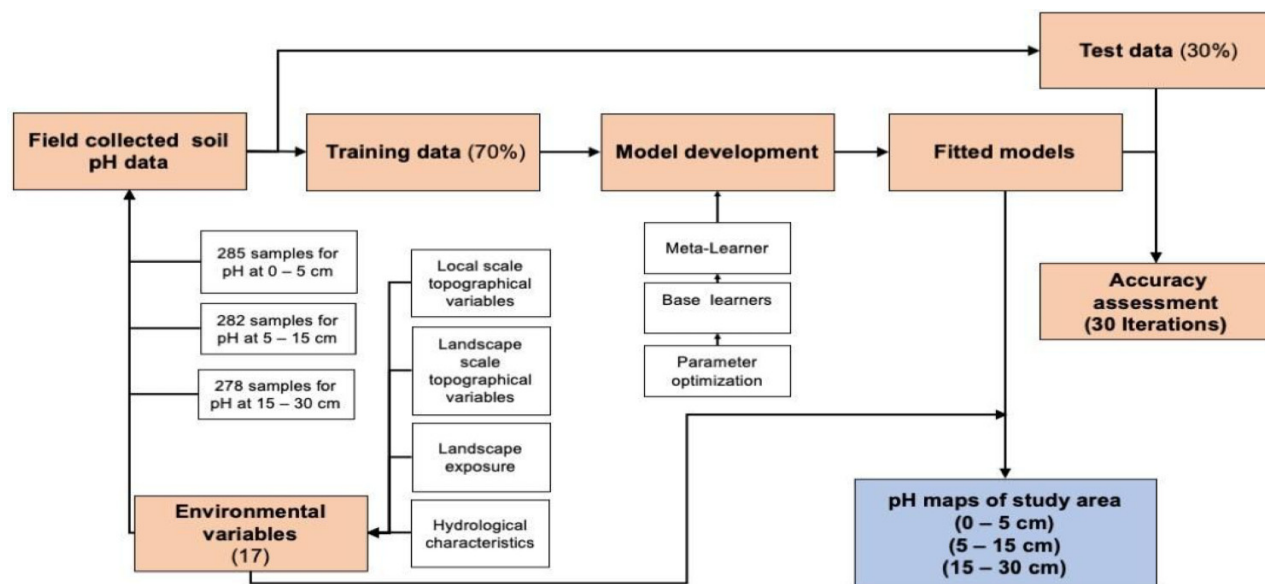 Test data (30%)
Field collected soil
pH data
Training data (70%)
Model development
Fitted models
285 samples for
pH at 0 – 5 cm
282 samples for
pH at 5 – 15 cm
278 samples for
pH at 15 – 30 cm
Local scale
topographical
variables
Landscape
scale
topographical
variables
Landscape
exposure
Hydrological
characteristics
Meta-Learner
Base learners
Parameter
optimization
Accuracy
assessment
(30 Iterations)
Environmental
variables
(17)
pH maps of study area
(0 – 5 cm)
(5 – 15 cm)
(15 – 30 cm)